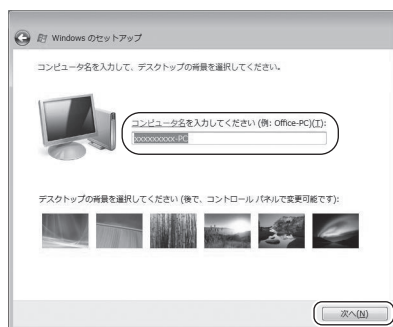 Windows のセットアップ
コンピュータ名を入力して、デスクトップの背景を選択してください。
コンピュータ名を入力してください (例: Office-PC)(T):
xxxxxxxxx-PC
デスクトップの背景を選択してください (後で、コントロール パネルで変更可能です):
次へ(N)